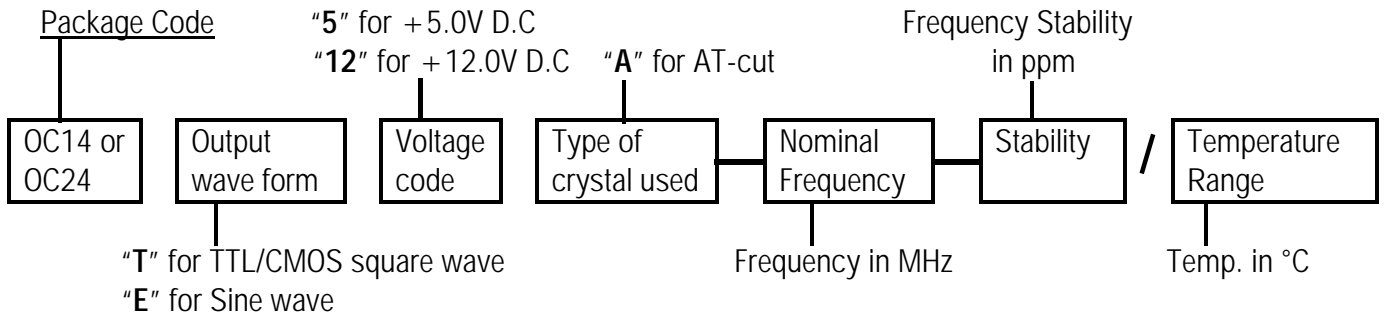 Package Code
"5" for +5.0V D.C
"12" for +12.0V D.C
"A" for AT-cut
Frequency Stability
in ppm
OC14 or
OC24
Output
wave form
Voltage
code
Type of
crystal used
Nominal
Frequency
Stability
/
Temperature
Range
"T" for TTL/CMOS square wave
"E" for Sine wave
Frequency in MHz
Temp. in °C